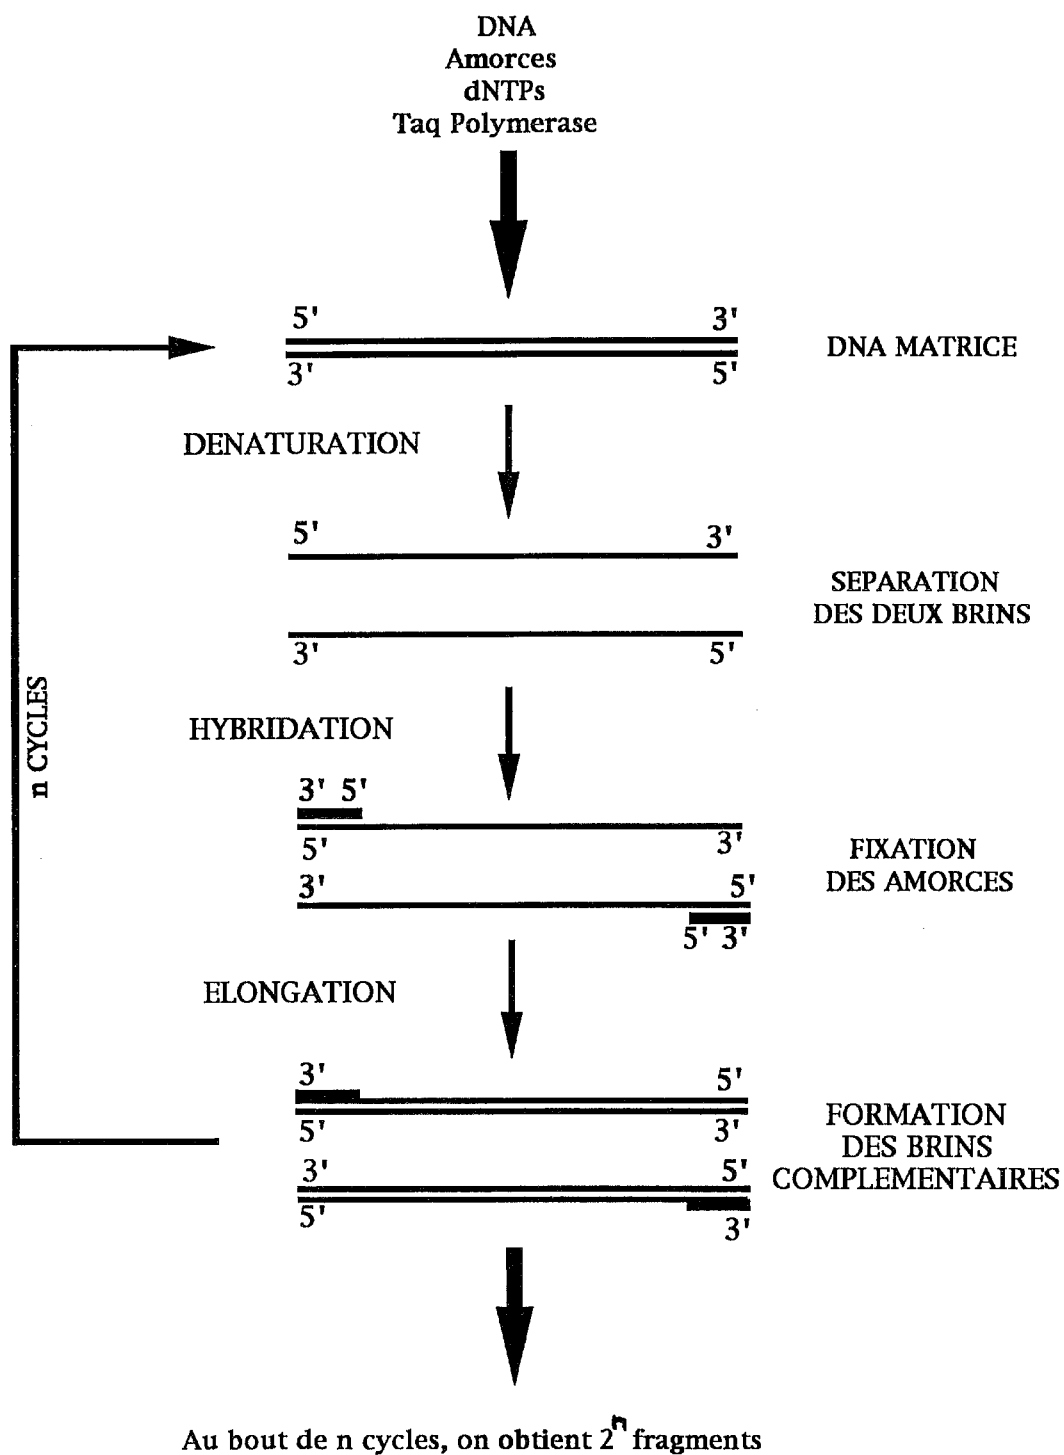 DNA
Amorces
dNTPs
Taq Polymerase
5' 3'
3' 5'
DNA MATRICE
DENATURATION
5' 3'
SEPARATION
DES DEUX BRINS
3' 5'
n CYCLES
HYBRIDATION
3' 5'
5' 3'
FIXATION
3' 5'
DES AMORCES
5' 3'
ELONGATION
3' 5'
5' 3'
FORMATION
DES BRINS
COMPLEMENTAIRES
3' 5'
5' 3'
Au bout de n cycles, on obtient 2^n fragments